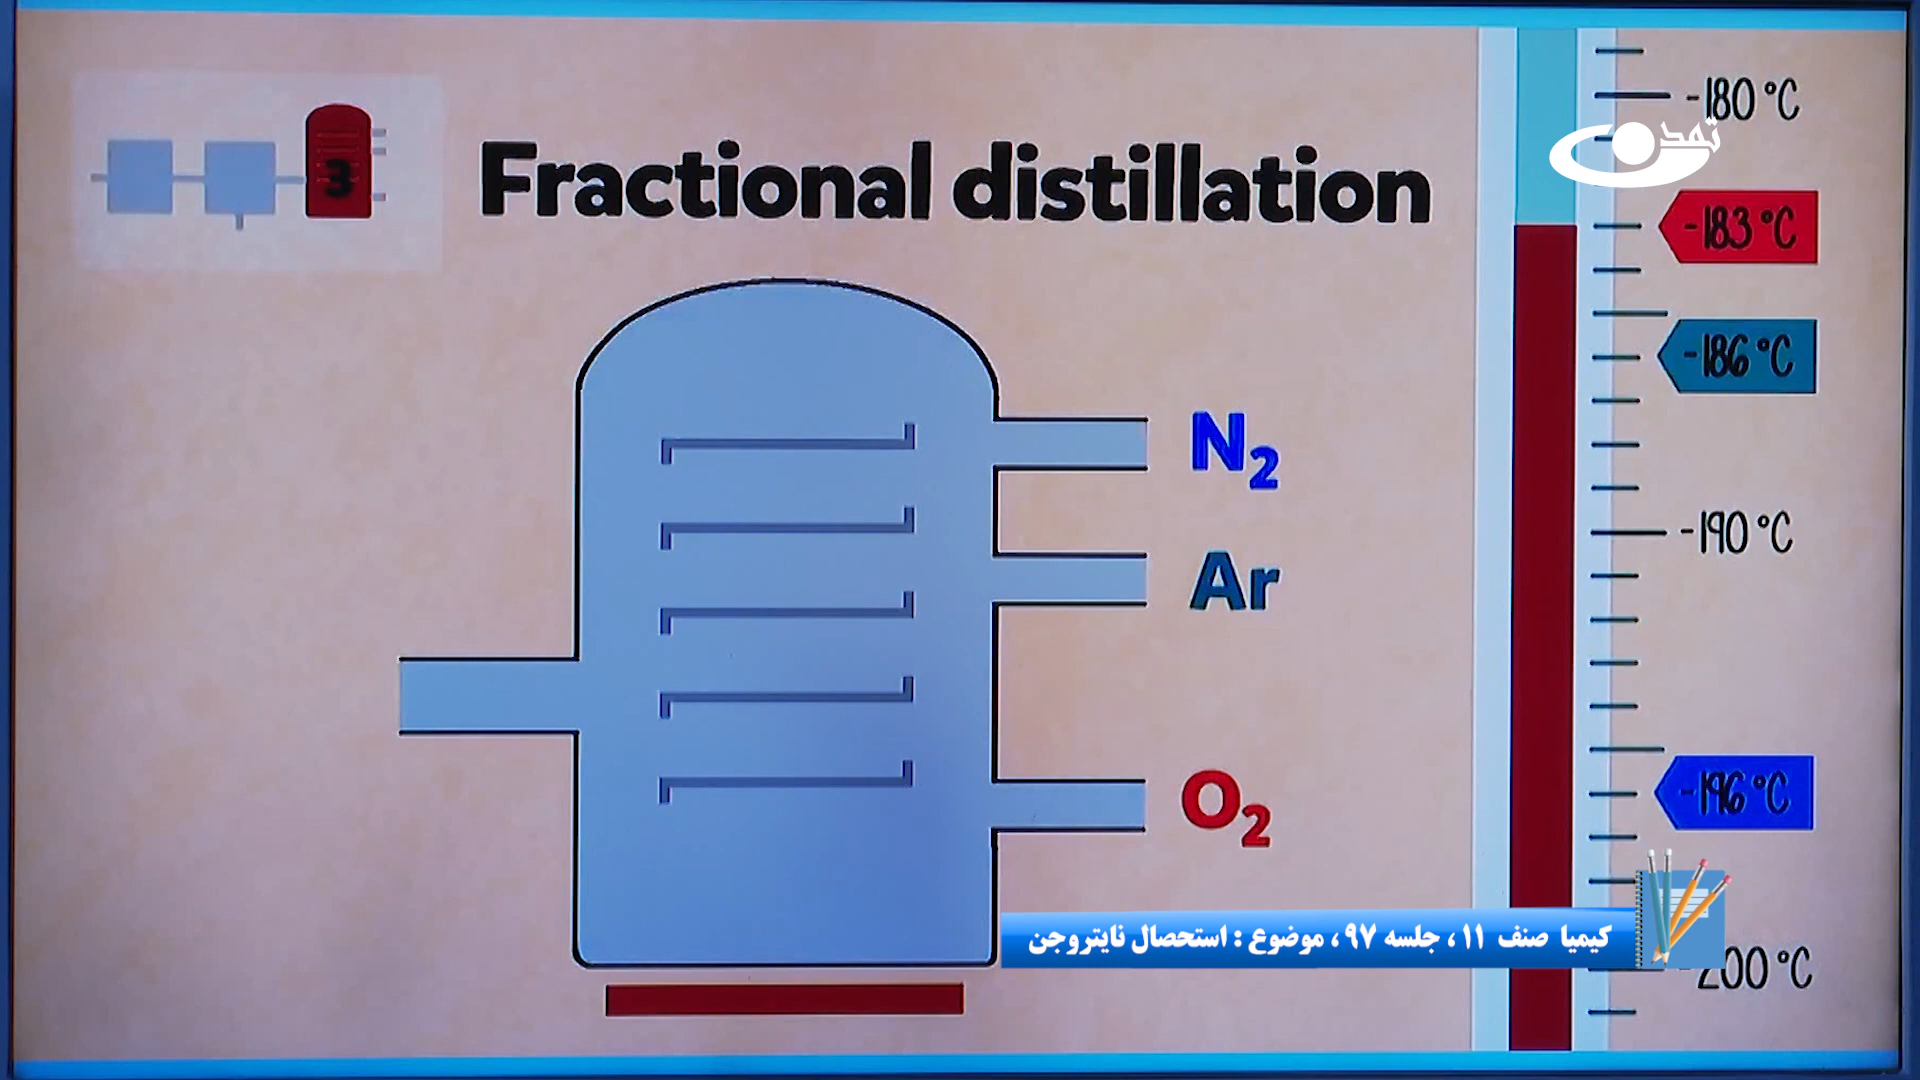 3
Fractional distillation
-180 °C
تمدن
-183 °C
-186 °C
N2
Ar
-190 °C
O2
-196 °C
کیمیا صنف ۱۱، جلسه ۹۷، موضوع : استحصال نایتروجن
-200 °C